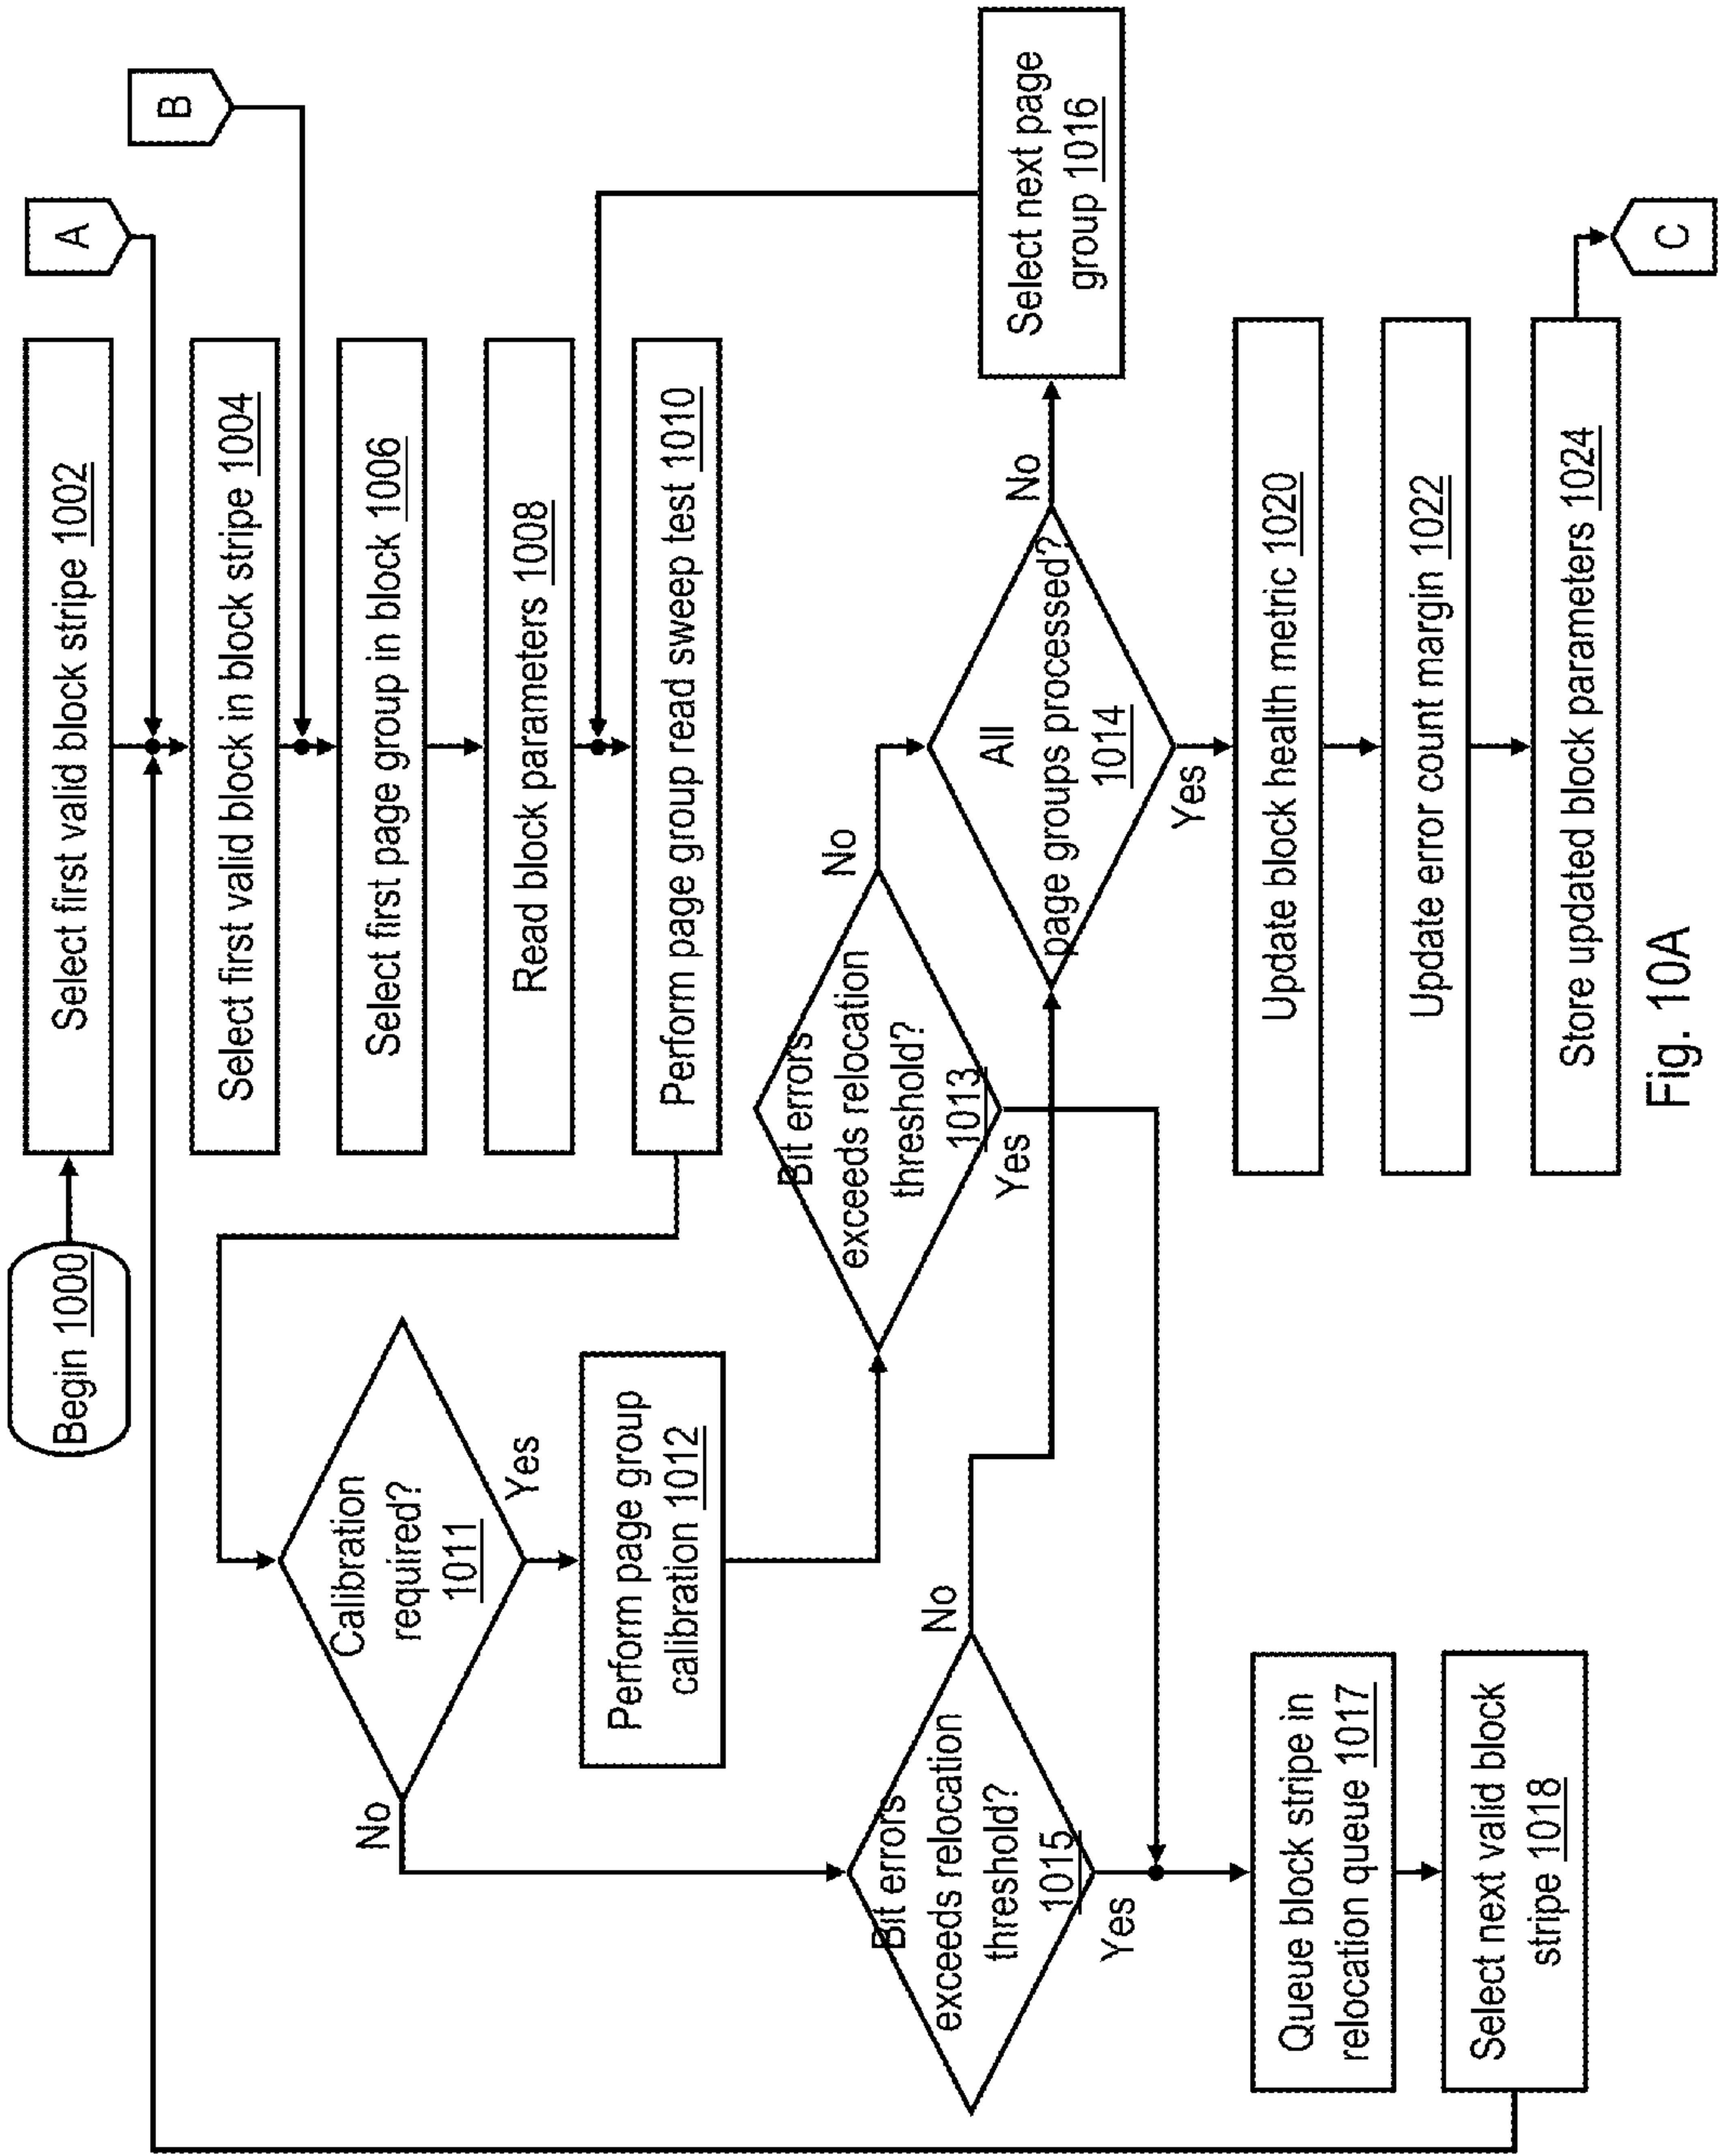 Begin 1000
Select first valid block stripe 1002
A
Select first valid block in block stripe 1004
B
Select first page group in block 1006
Read block parameters 1008
Perform page group read sweep test 1010
Calibration
required?
1011
No
Yes
Perform page group
calibration 1012
Bit errors
exceeds relocation
threshold?
1013
No
Yes
All
page groups processed?
1014
No
Yes
Select next page
group 1016
Bit errors
exceeds relocation
threshold?
1015
No
Yes
Queue block stripe in
relocation queue 1017
Select next valid block
stripe 1018
Update block health metric 1020
Update error count margin 1022
Store updated block parameters 1024
C
Fig. 10A